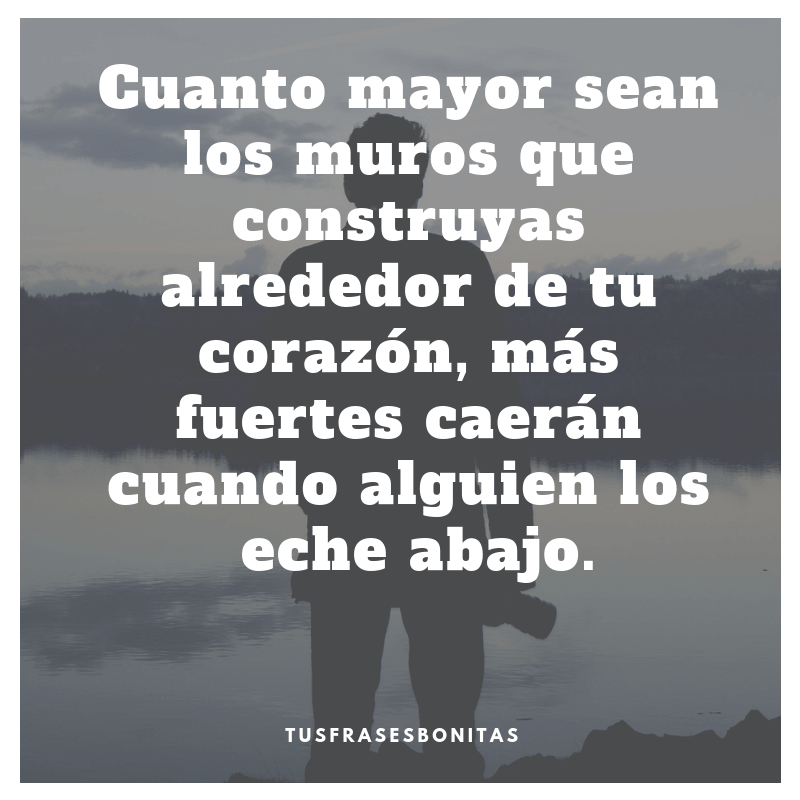 Cuanto mayor sean
los muros que
construyas
alrededor de tu
corazón, más
fuertes caerán
cuando alguien los
eche abajo.
TUSFRASESBONITAS